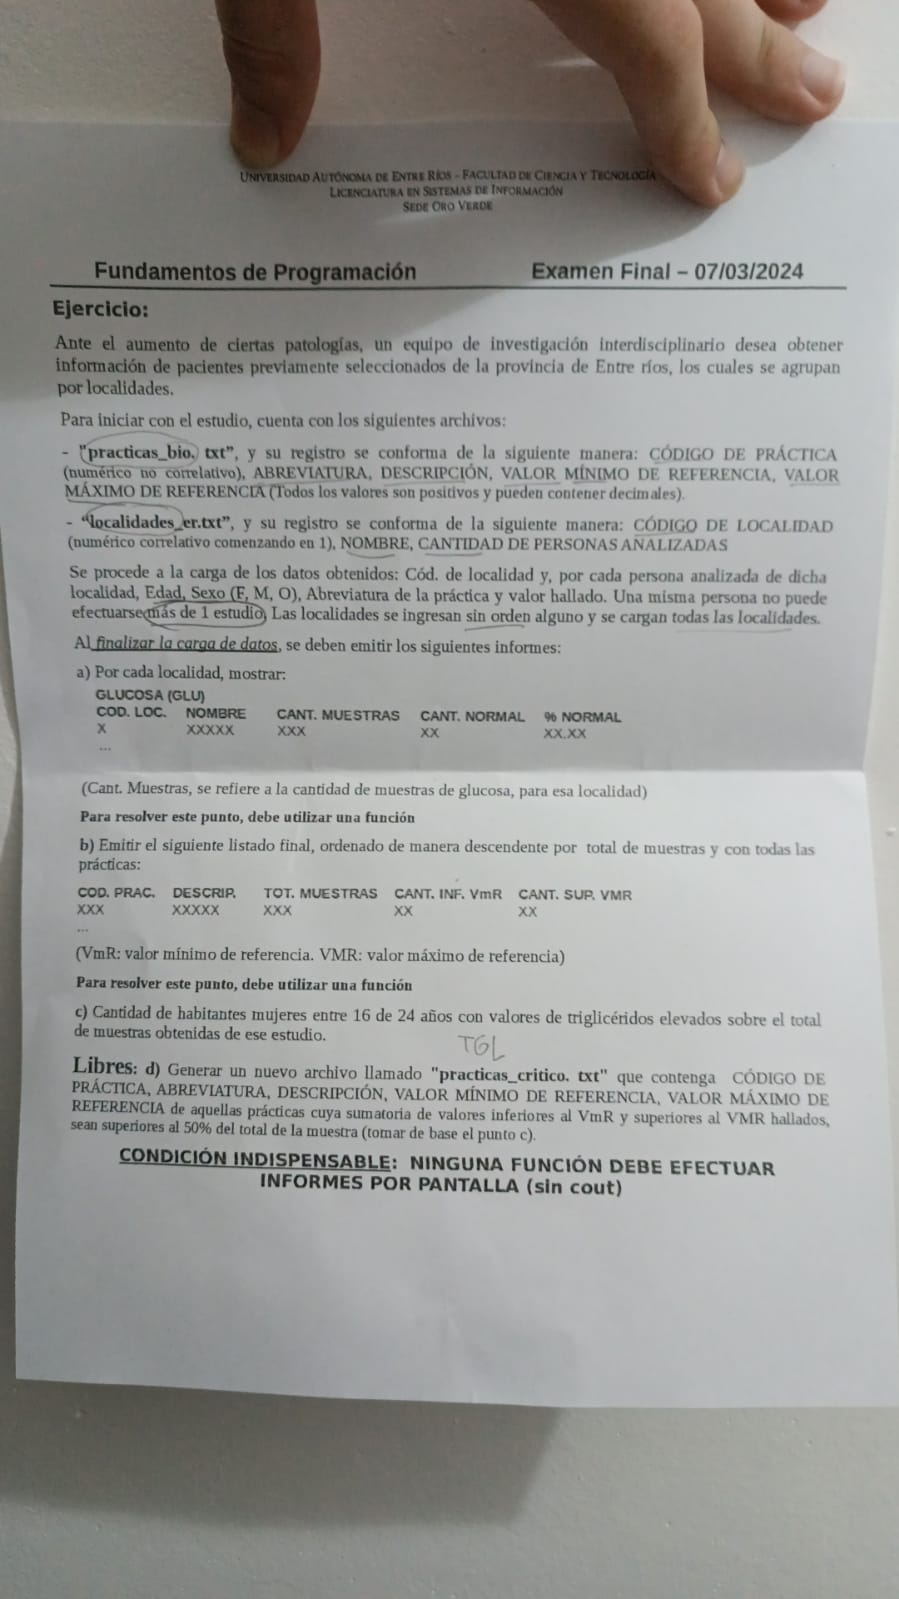 UNIVERSIDAD AUTÓNOMA DE ENTRE RÍOS - FACULTAD DE CIENCIA Y TECNOLOGÍA
LICENCIATURA EN SISTEMAS DE INFORMACIÓN
SEDE ORO VERDE
Fundamentos de Programación Examen Final – 07/03/2024
Ejercicio:
Ante el aumento de ciertas patologías, un equipo de investigación interdisciplinario desea obtener
información de pacientes previamente seleccionados de la provincia de Entre ríos, los cuales se agrupan
por localidades.
Para iniciar con el estudio, cuenta con los siguientes archivos:
- "practicas_bio. txt", y su registro se conforma de la siguiente manera: CÓDIGO DE PRÁCTICA
(numérico no correlativo), ABREVIATURA, DESCRIPCIÓN, VALOR MÍNIMO DE REFERENCIA, VALOR
MÁXIMO DE REFERENCIA (Todos los valores son positivos y pueden contener decimales).
- “localidades_er.txt”, y su registro se conforma de la siguiente manera: CÓDIGO DE LOCALIDAD
(numérico correlativo comenzando en 1), NOMBRE, CANTIDAD DE PERSONAS ANALIZADAS
Se procede a la carga de los datos obtenidos: Cód. de localidad y, por cada persona analizada de dicha
localidad, Edad, Sexo (F, M, O), Abreviatura de la práctica y valor hallado. Una misma persona no puede
efectuarse más de 1 estudio. Las localidades se ingresan sin orden alguno y se cargan todas las localidades.
Al finalizar la carga de datos, se deben emitir los siguientes informes:
a) Por cada localidad, mostrar:
GLUCOSA (GLU)
COD. LOC. NOMBRE CANT. MUESTRAS CANT. NORMAL % NORMAL
X XXXXX XXX XX XX.XX
...
(Cant. Muestras, se refiere a la cantidad de muestras de glucosa, para esa localidad)
Para resolver este punto, debe utilizar una función
b) Emitir el siguiente listado final, ordenado de manera descendente por total de muestras y con todas las
prácticas:
COD. PRAC. DESCRIP. TOT. MUESTRAS CANT. INF. VmR CANT. SUP. VMR
XXX XXXXX XXX XX XX
...
(VmR: valor mínimo de referencia. VMR: valor máximo de referencia)
Para resolver este punto, debe utilizar una función
c) Cantidad de habitantes mujeres entre 16 de 24 años con valores de triglicéridos elevados sobre el total
de muestras obtenidas de ese estudio.
TGL
Libres: d) Generar un nuevo archivo llamado "practicas_critico. txt" que contenga CÓDIGO DE
PRÁCTICA, ABREVIATURA, DESCRIPCIÓN, VALOR MÍNIMO DE REFERENCIA, VALOR MÁXIMO DE
REFERENCIA de aquellas prácticas cuya sumatoria de valores inferiores al VmR y superiores al VMR hallados,
sean superiores al 50% del total de la muestra (tomar de base el punto c).
CONDICIÓN INDISPENSABLE: NINGUNA FUNCIÓN DEBE EFECTUAR
INFORMES POR PANTALLA (sin cout)